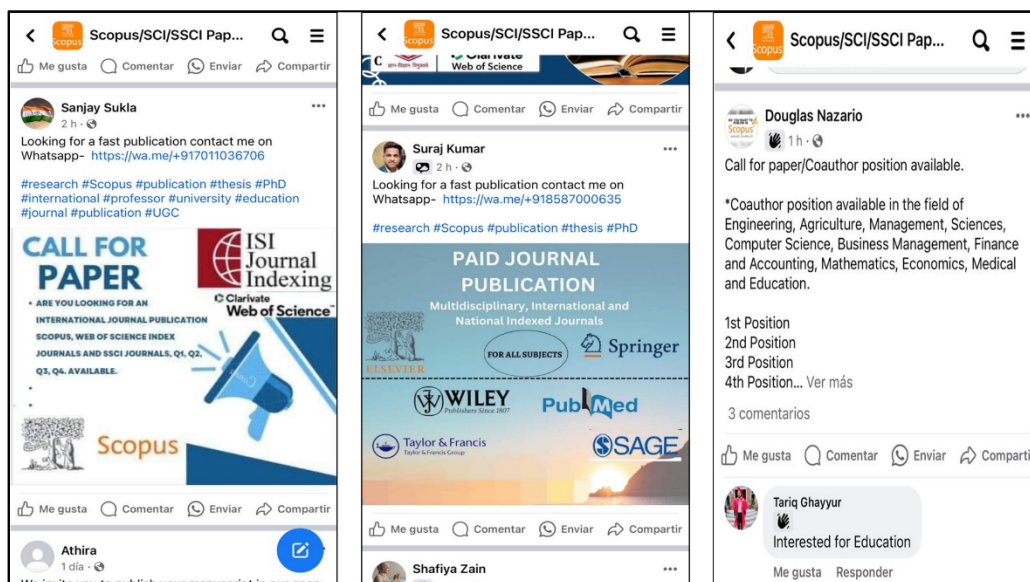 Scopus/SCI/SSCI Pap...
Me gusta Comentar Enviar Compartir
Sanjay Sukla
2 h
Looking for a fast publication contact me on
Whatsapp- https://wa.me/+917011036706
#research #Scopus #publication #thesis #PhD
#international #professor #university #education
#journal #publication #UGC
CALL FOR
PAPER
• ARE YOU LOOKING FOR AN
INTERNATIONAL JOURNAL PUBLICATION
SCOPUS, WEB OF SCIENCE INDEX
JOURNALS AND SSCI JOURNALS, Q1, Q2,
Q3, Q4. AVAILABLE.
ISI
Journal
Indexing
Clarivate
Web of Science
Canva
Scopus
Me gusta Comentar Enviar Compartir
Athira
1 día
Scopus/SCI/SSCI Pap...
Clarivate
Web of Science
Me gusta Comentar Enviar Compartir
Suraj Kumar
2 h
Looking for a fast publication contact me on
Whatsapp- https://wa.me/+918587000635
#research #Scopus #publication #thesis #PhD
PAID JOURNAL
PUBLICATION
Multidisciplinary, International and
National Indexed Journals
ELSEVIER
FOR ALL SUBJECTS
Springer
WILEY
Publishers Since 1807
PubMed
Taylor & Francis
Taylor & Francis Group
SAGE
Me gusta Comentar Enviar Compartir
Shafiya Zain
Scopus/SCI/SSCI Pap...
Douglas Nazario
1 h
Call for paper/Coauthor position available.
*Coauthor position available in the field of
Engineering, Agriculture, Management, Sciences,
Computer Science, Business Management, Finance
and Accounting, Mathematics, Economics, Medical
and Education.
1st Position
2nd Position
3rd Position
4th Position... Ver más
3 comentarios
Me gusta Comentar Enviar Comparti
Tariq Ghayyur
Interested for Education
Me gusta Responder